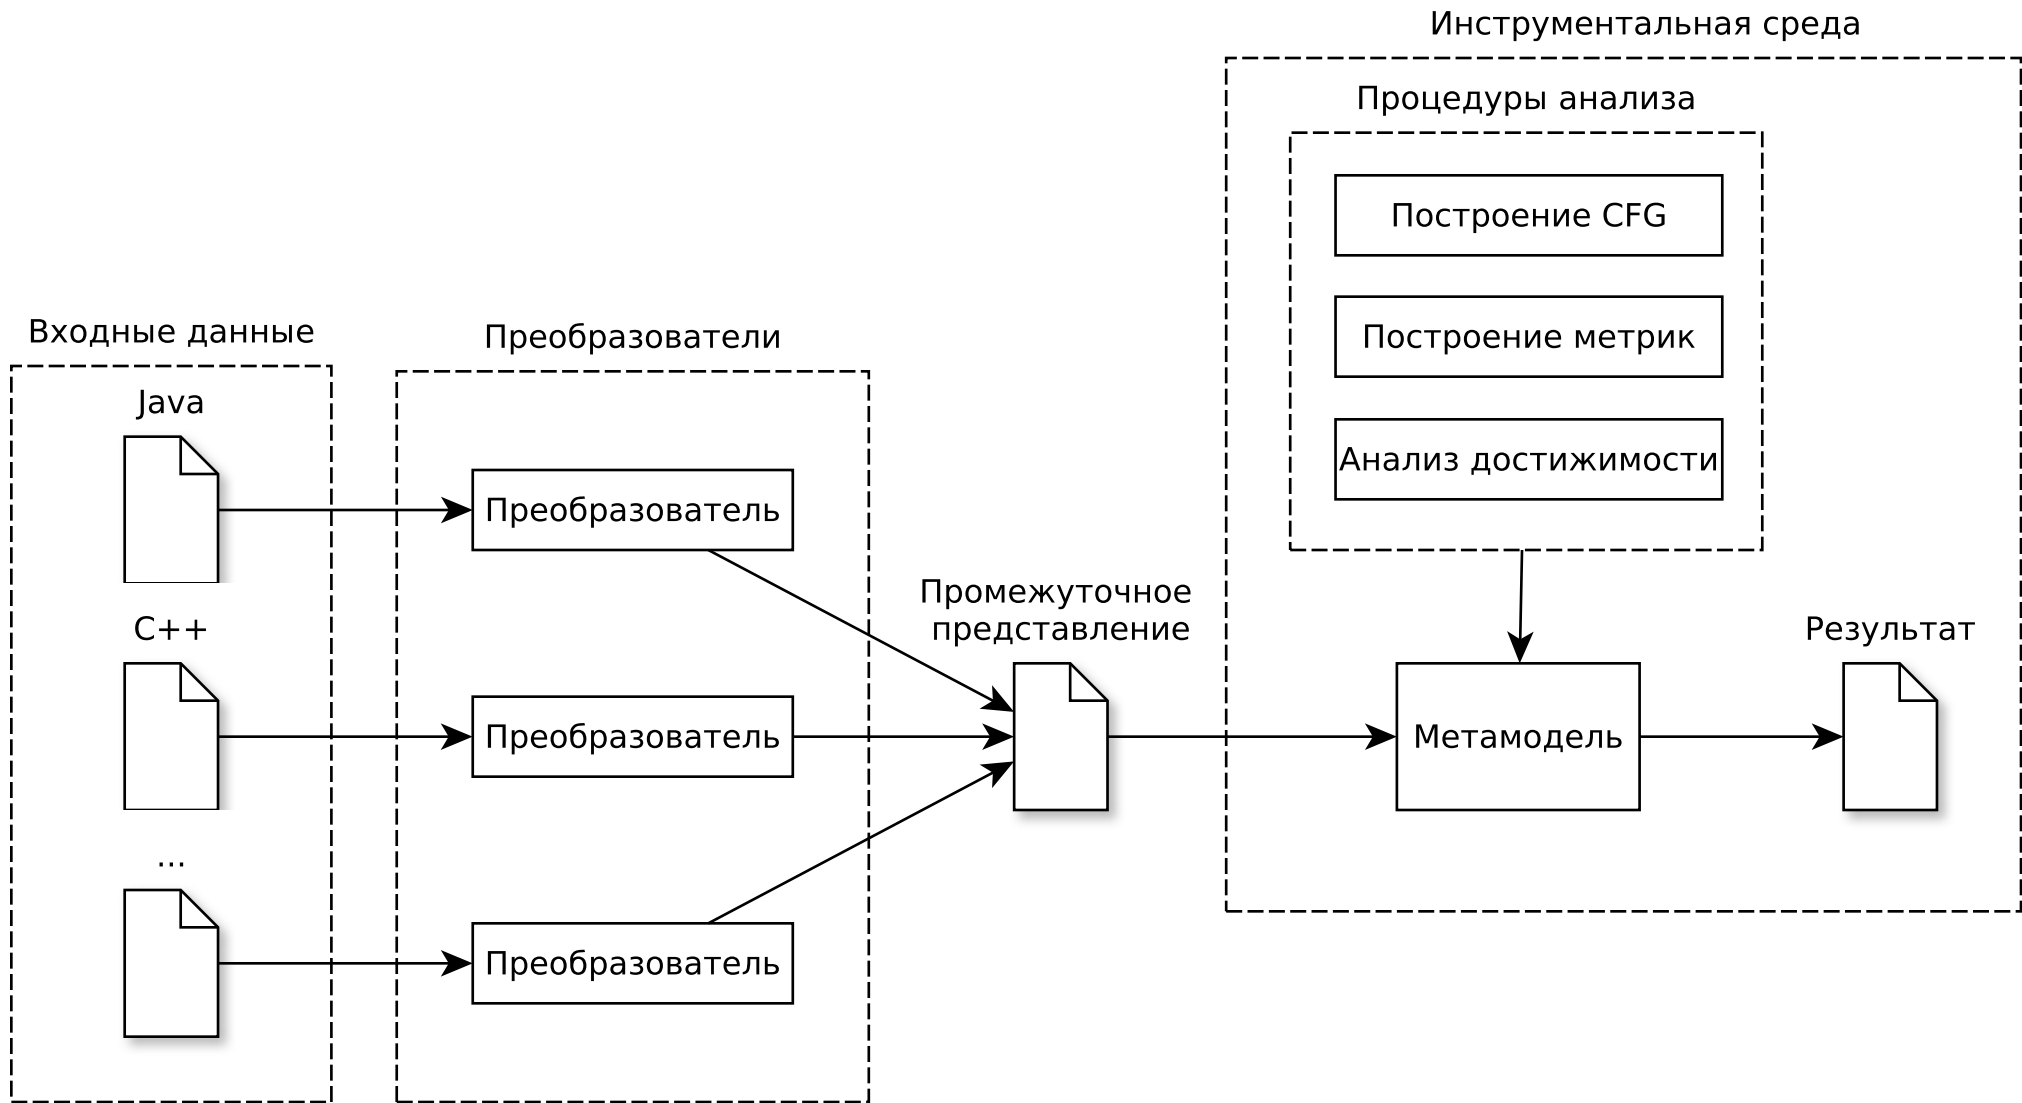 Инструментальная среда
Процедуры анализа
Построение CFG
Построение метрик
Анализ достижимости
Входные данные
Java
C++
...
Преобразователи
Преобразователь
Преобразователь
Преобразователь
Промежуточное
представление
Метамодель
Результат